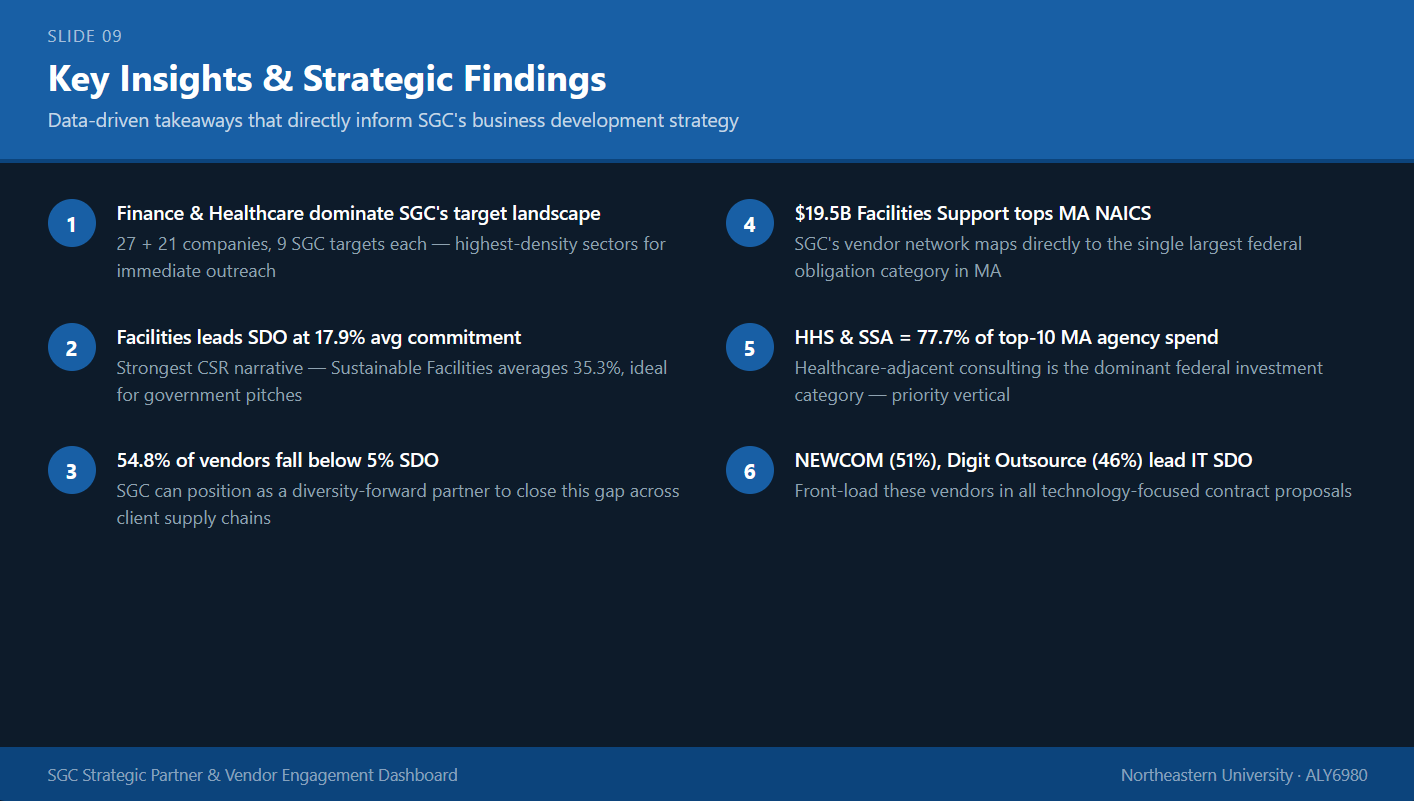 SLIDE 09
Key Insights & Strategic Findings
Data-driven takeaways that directly inform SGC's business development strategy
1
Finance & Healthcare dominate SGC's target landscape
27 + 21 companies, 9 SGC targets each — highest-density sectors for
immediate outreach
2
Facilities leads SDO at 17.9% avg commitment
Strongest CSR narrative — Sustainable Facilities averages 35.3%, ideal
for government pitches
3
54.8% of vendors fall below 5% SDO
SGC can position as a diversity-forward partner to close this gap across
client supply chains
4
$19.5B Facilities Support tops MA NAICS
SGC's vendor network maps directly to the single largest federal
obligation category in MA
5
HHS & SSA = 77.7% of top-10 MA agency spend
Healthcare-adjacent consulting is the dominant federal investment
category — priority vertical
6
NEWCOM (51%), Digit Outsource (46%) lead IT SDO
Front-load these vendors in all technology-focused contract proposals
SGC Strategic Partner & Vendor Engagement Dashboard
Northeastern University · ALY6980